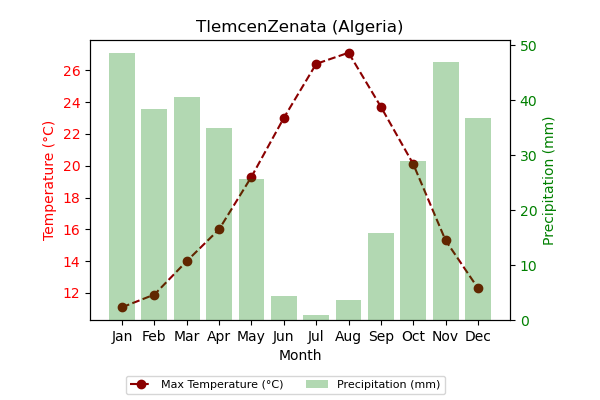 TlemcenZenata (Algeria)
Temperature (°C)
26
24
22
20
18
16
14
12
50
40
30
20
10
0
Precipitation (mm)
Jan Feb Mar Apr May Jun Jul Aug Sep Oct Nov Dec
Month
Max Temperature (°C) Precipitation (mm)